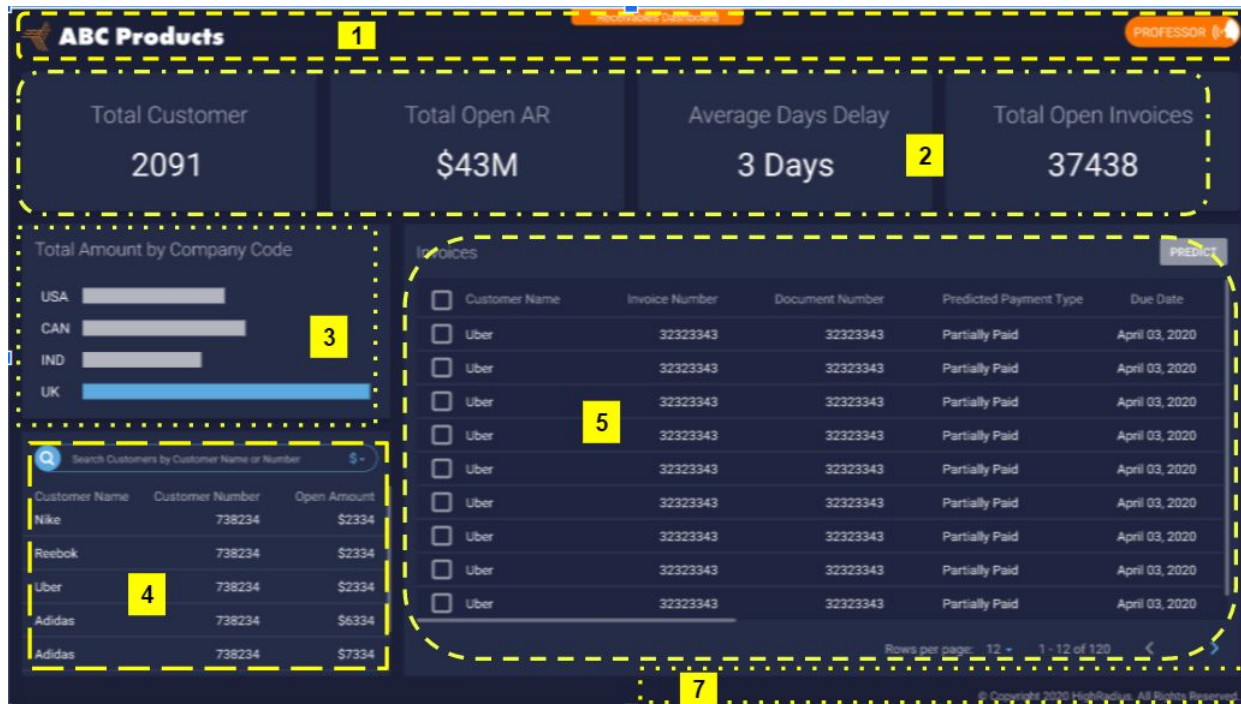 Receivables Dashboard
ABC Products
1
PROFESSOR
Total Customer
2091
Total Open AR
$43M
Average Days Delay
3 Days
2
Total Open Invoices
37438
Total Amount by Company Code
USA
CAN
IND
UK
3
Search Customers by Customer Name or Number $
Customer Name Customer Number Open Amount
Nike 738234 $2334
Reebok 738234 $2334
Uber 738234 $2334
Adidas 738234 $6334
Adidas 738234 $7334
4
Invoices
PREDICT
Customer Name Invoice Number Document Number Predicted Payment Type Due Date
Uber 32323343 32323343 Partially Paid April 03, 2020
Uber 32323343 32323343 Partially Paid April 03, 2020
Uber 32323343 32323343 Partially Paid April 03, 2020
Uber 32323343 32323343 Partially Paid April 03, 2020
Uber 32323343 32323343 Partially Paid April 03, 2020
Uber 32323343 32323343 Partially Paid April 03, 2020
Uber 32323343 32323343 Partially Paid April 03, 2020
Uber 32323343 32323343 Partially Paid April 03, 2020
Uber 32323343 32323343 Partially Paid April 03, 2020
5
Rows per page: 12 1 - 12 of 120
7
© Copyright 2020 HighRadius. All Rights Reserved.